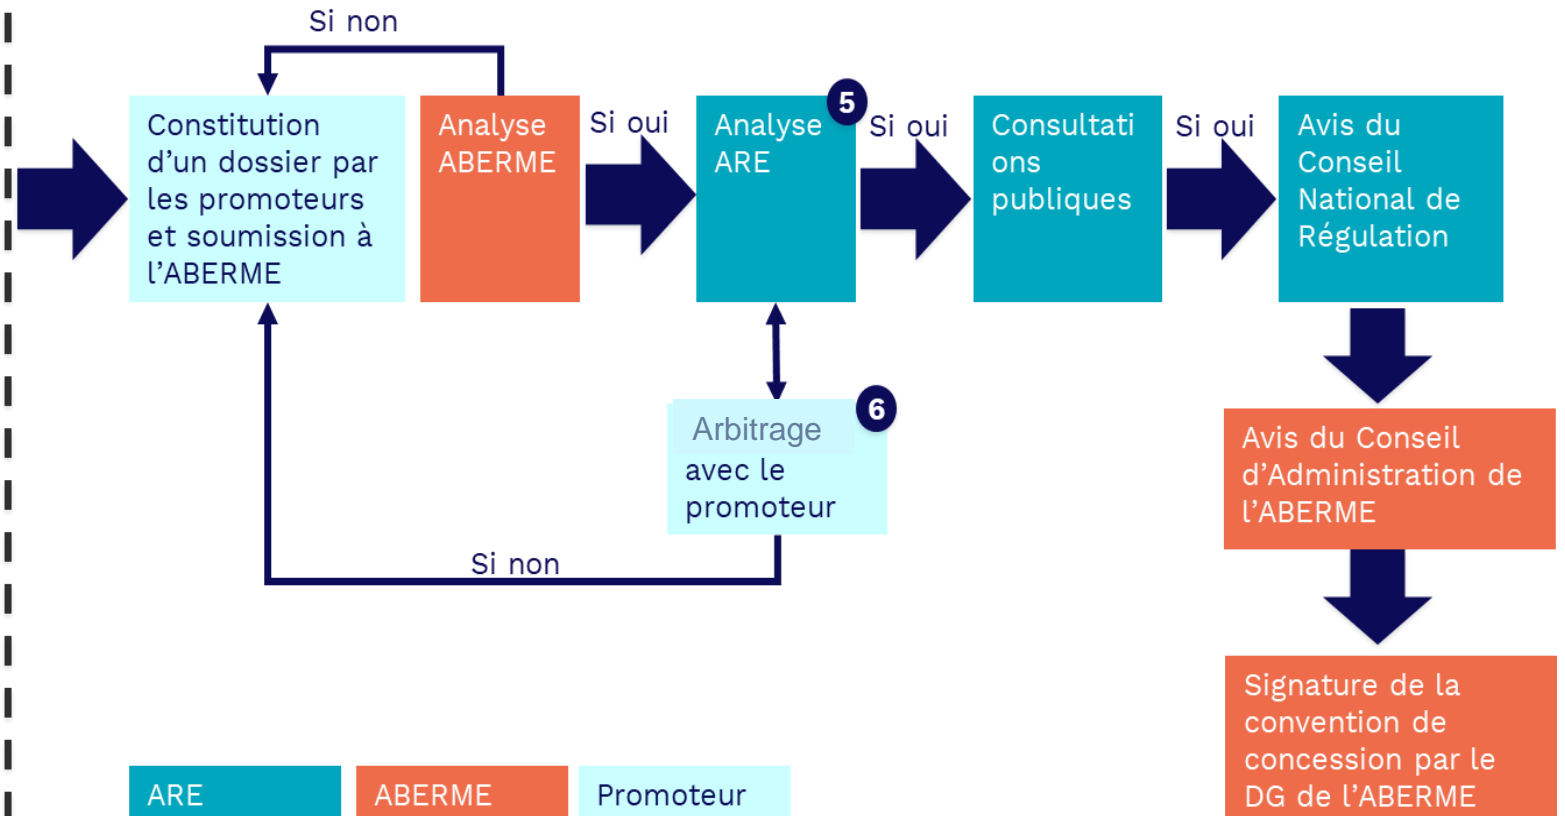 Si non
Constitution
d’un dossier par
les promoteurs
et soumission à
l’ABERME
Analyse
ABERME
Si oui
Analyse
ARE
5
Si oui
Consultati
ons
publiques
Si oui
Avis du
Conseil
National de
Régulation
Arbitrage
avec le
promoteur
6
Si non
Avis du Conseil
d’Administration de
l’ABERME
Signature de la
convention de
concession par le
DG de l’ABERME
ARE
ABERME
Promoteur